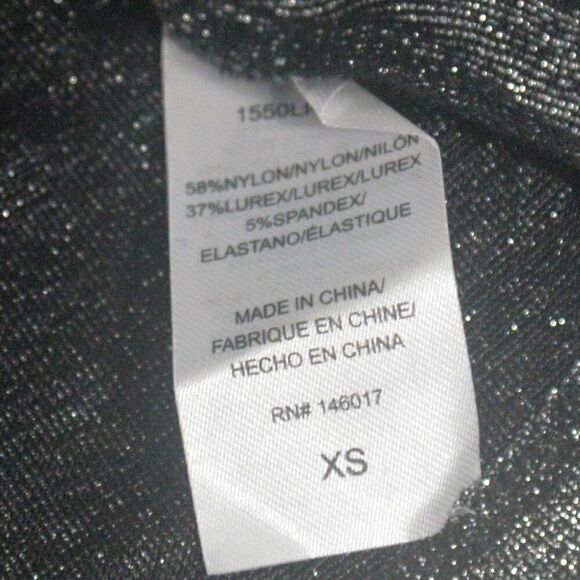 58%NYLON/NYLON/NILÓN
37%LUREX/LUREX/LUREX
5%SPANDEX/
ELASTANO/ÉLASTIQUE
MADE IN CHINA/
FABRIQUE EN CHINE/
HECHO EN CHINA
RN# 146017
XS